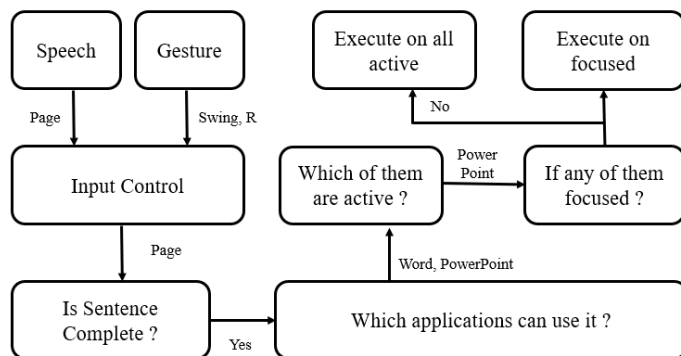 Speech
Gesture
Execute on all
active
Execute on
focused
Page
Swing, R
No
Input Control
Which of them
are active ?
Power
Point
If any of them
focused ?
Page
Word, PowerPoint
Is Sentence
Complete ?
Yes
Which applications can use it ?